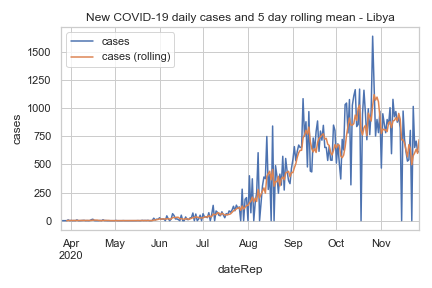 New COVID-19 daily cases and 5 day rolling mean - Libya
cases
cases (rolling)
cases
1500
1250
1000
750
500
250
0
Apr May Jun Jul Aug Sep Oct Nov
2020
dateRep